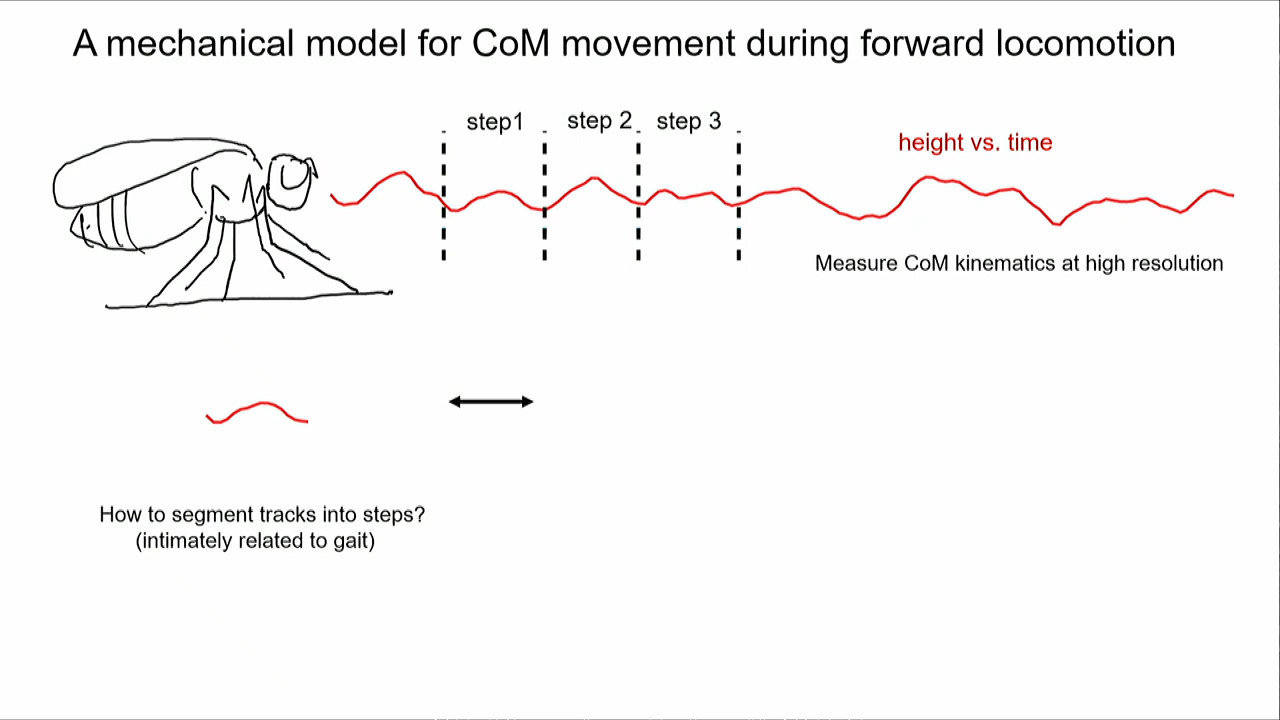 A mechanical model for CoM movement during forward locomotion
step1
step 2
step 3
height vs. time
Measure CoM kinematics at high resolution
How to segment tracks into steps?
(intimately related to gait)